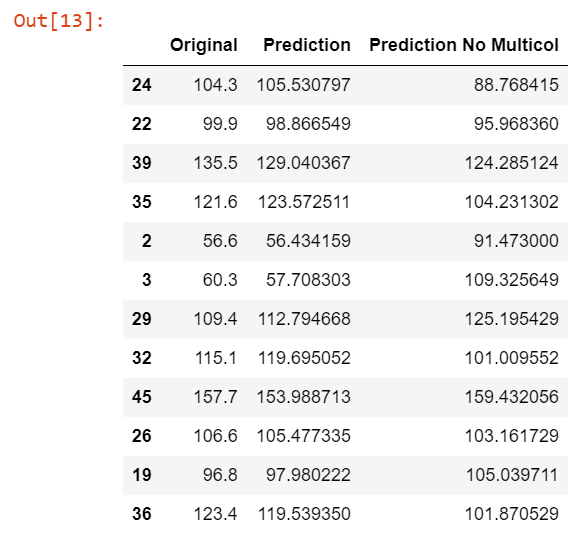 Out[13]:
Original Prediction Prediction No Multicol
24 104.3 105.530797 88.768415
22 99.9 98.866549 95.968360
39 135.5 129.040367 124.285124
35 121.6 123.572511 104.231302
2 56.6 56.434159 91.473000
3 60.3 57.708303 109.325649
29 109.4 112.794668 125.195429
32 115.1 119.695052 101.009552
45 157.7 153.988713 159.432056
26 106.6 105.477335 103.161729
19 96.8 97.980222 105.039711
36 123.4 119.539350 101.870529